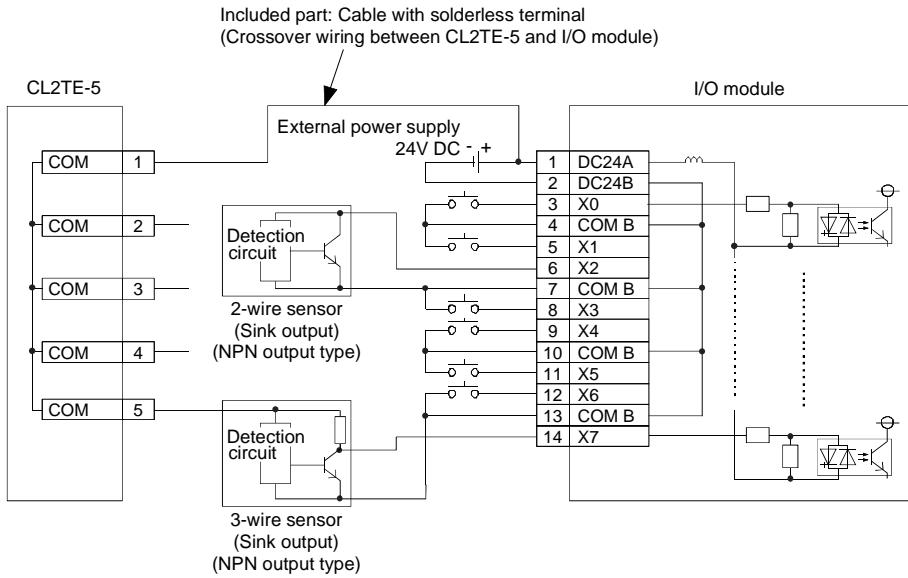 Included part: Cable with solderless terminal
(Crossover wiring between CL2TE-5 and I/O module)
CL2TE-5
I/O module
External power supply
24V DC - +
COM 1
COM 2
COM 3
COM 4
COM 5
Detection
circuit
2-wire sensor
(Sink output)
(NPN output type)
Detection
circuit
3-wire sensor
(Sink output)
(NPN output type)
1 DC24A
2 DC24B
3 X0
4 COM B
5 X1
6 X2
7 COM B
8 X3
9 X4
10 COM B
11 X5
12 X6
13 COM B
14 X7